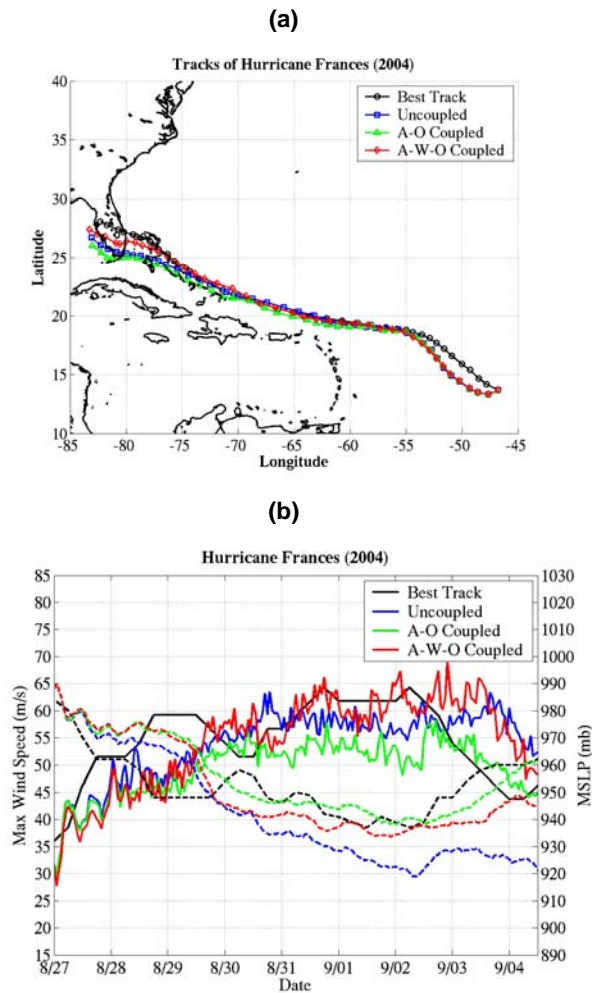 (a)
Tracks of Hurricane Frances (2004)
40
35
30
25
20
15
10
Latitude
Best Track
Uncoupled
A-O Coupled
A-W-O Coupled
-85 -80 -75 -70 -65 -60 -55 -50 -45
Longitude
(b)
Hurricane Frances (2004)
85
80
75
70
65
60
55
50
45
40
35
30
25
20
15
Max Wind Speed (m/s)
Best Track
Uncoupled
A-O Coupled
A-W-O Coupled
1030
1020
1010
1000
990
980
970
960
950
940
930
920
910
900
890
MSLP (mb)
8/27 8/28 8/29 8/30 8/31 9/01 9/02 9/03 9/04
Date